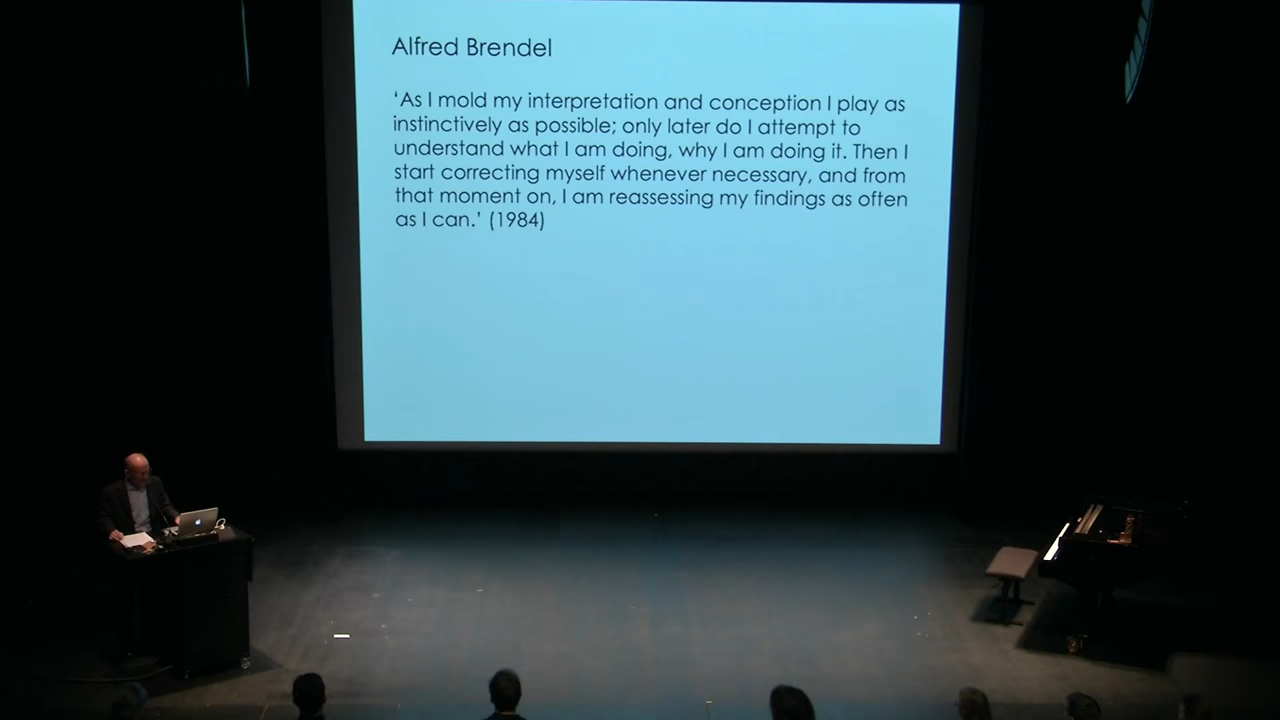 Alfred Brendel
‘As I mold my interpretation and conception I play as
instinctively as possible; only later do I attempt to
understand what I am doing, why I am doing it. Then I
start correcting myself whenever necessary, and from
that moment on, I am reassessing my findings as often
as I can.’ (1984)